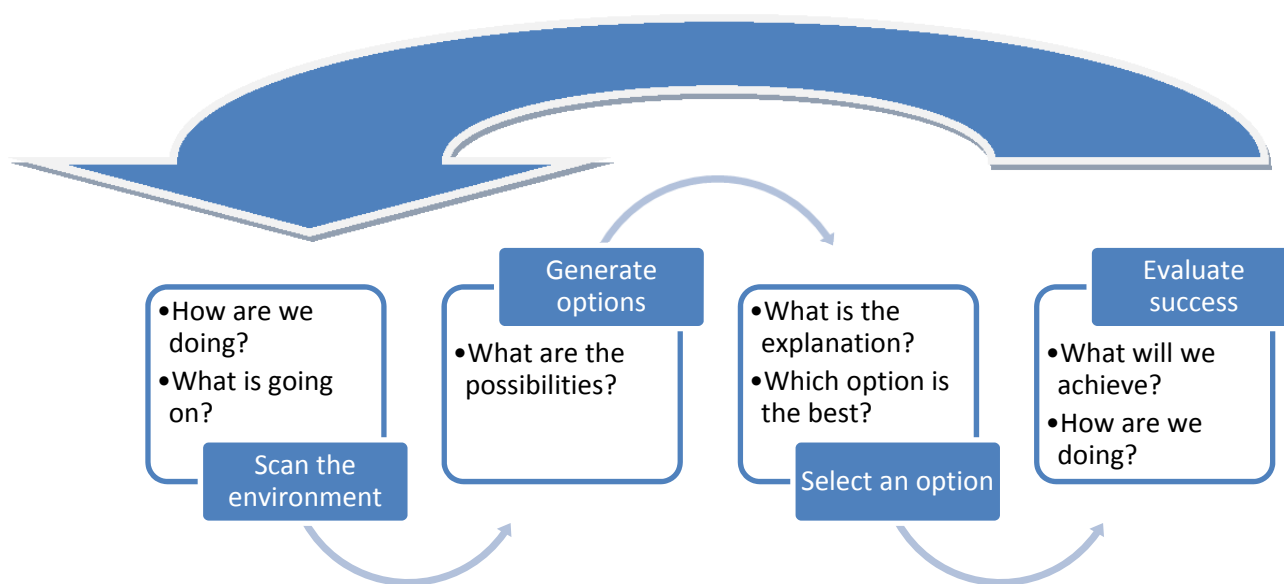 •How are we
doing?
•What is going
on?
Scan the
environment
Generate
options
•What are the
possibilities?
•What is the
explanation?
•Which option is
the best?
Select an option
Evaluate
success
•What will we
achieve?
•How are we
doing?